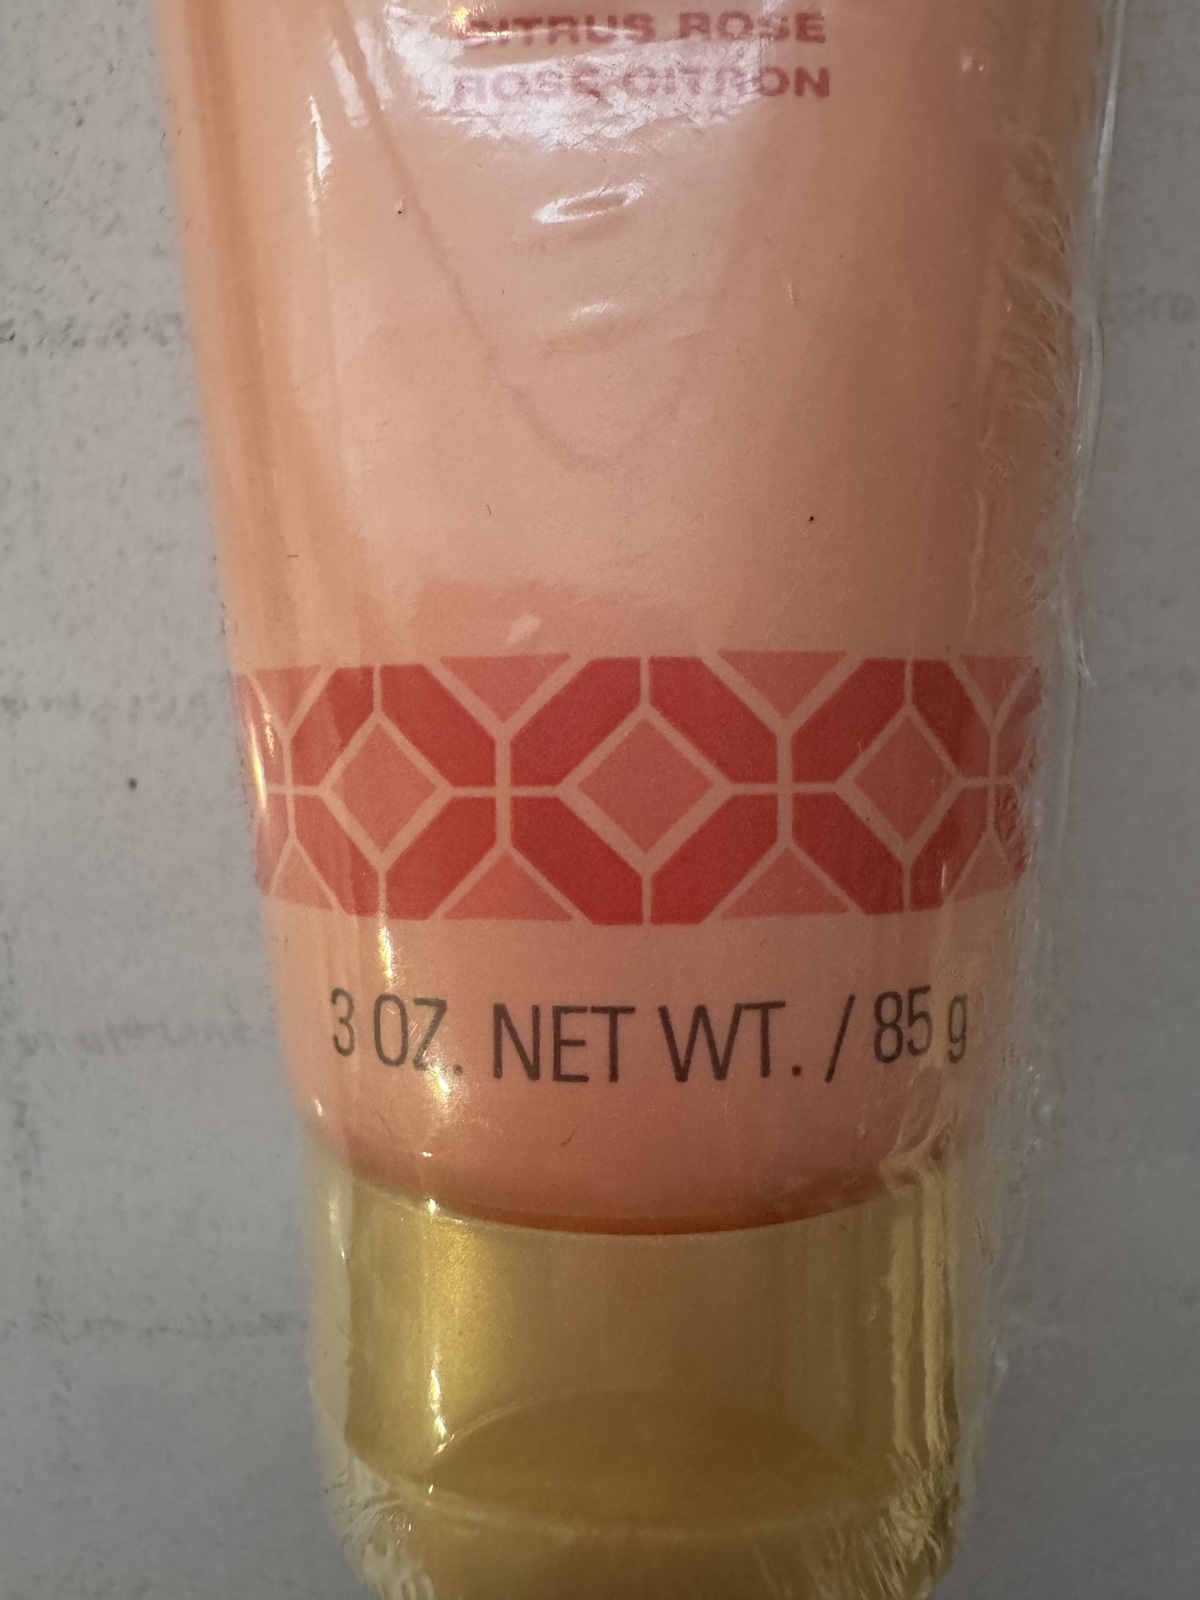 CITRUS ROSE
ROSE CITRON
3 OZ. NET WT. / 85 g